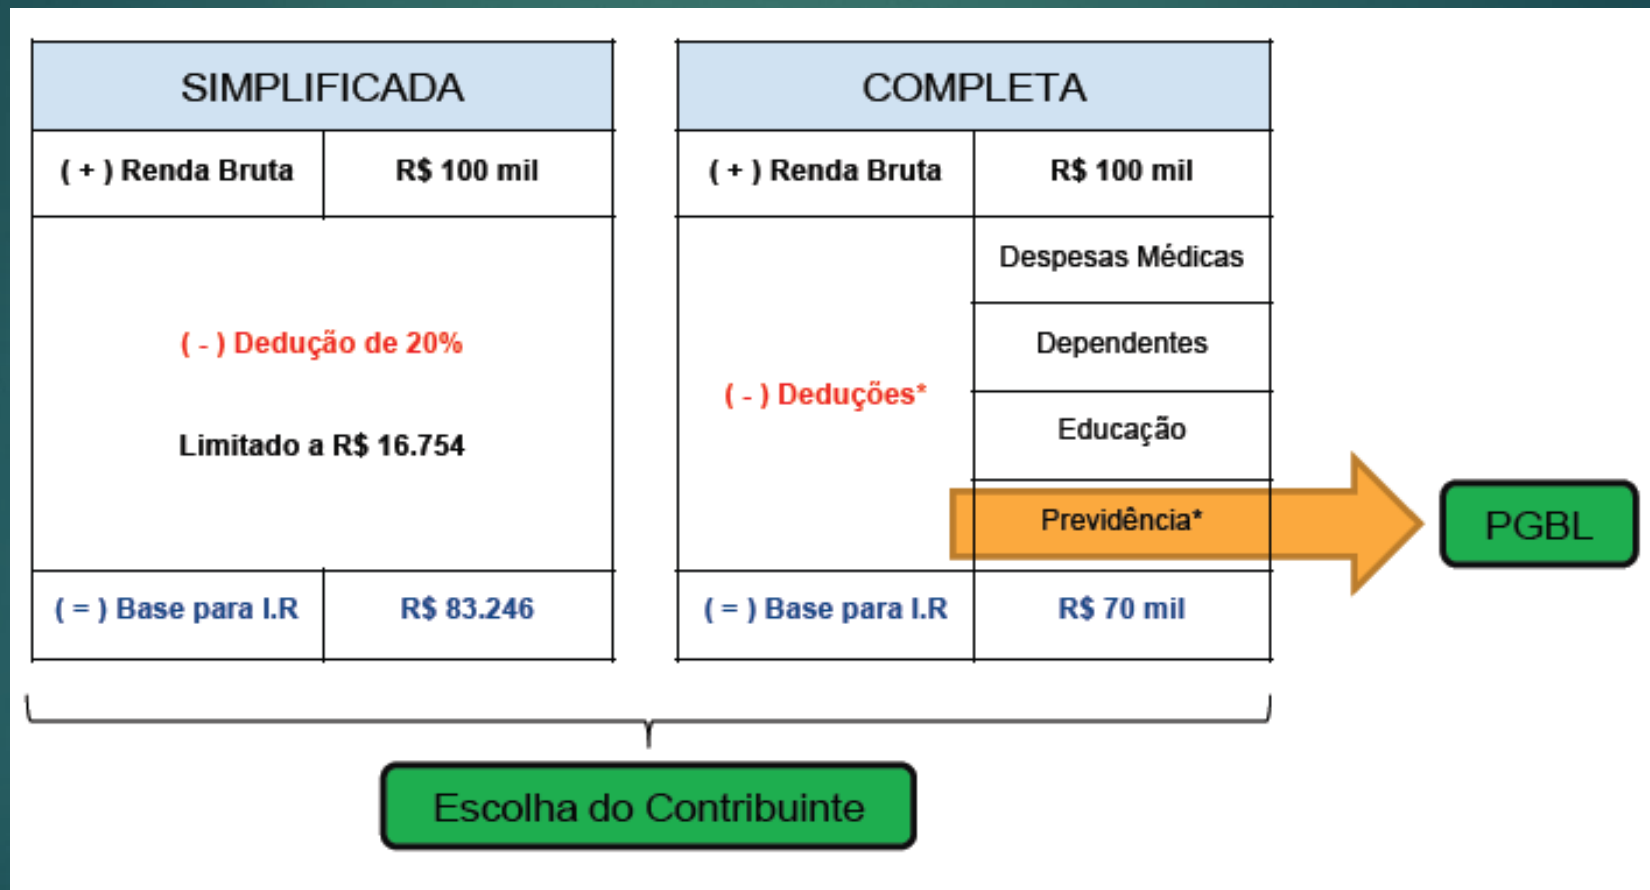 SIMPLIFICADA
( + ) Renda Bruta
R$ 100 mil
( - ) Dedução de 20%
Limitado a R$ 16.754
( = ) Base para I.R
R$ 83.246
COMPLETA
( + ) Renda Bruta
R$ 100 mil
( - ) Deduções*
Despesas Médicas
Dependentes
Educação
Previdência*
PGBL
( = ) Base para I.R
R$ 70 mil
Escolha do Contribuinte